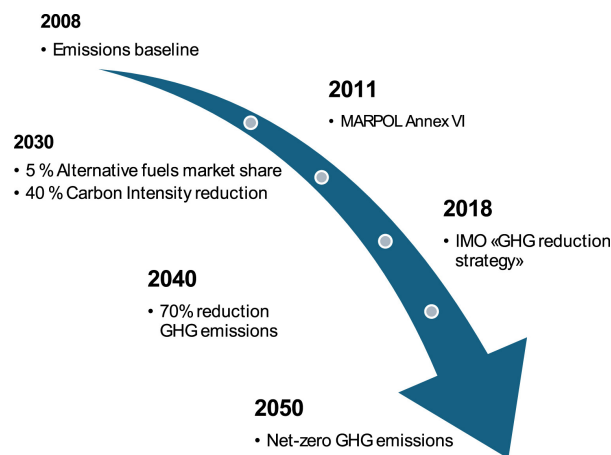 2008
• Emissions baseline
2011
• MARPOL Annex VI
2030
• 5 % Alternative fuels market share
• 40 % Carbon Intensity reduction
2018
• IMO «GHG reduction
strategy»
2040
• 70% reduction
GHG emissions
2050
• Net-zero GHG emissions